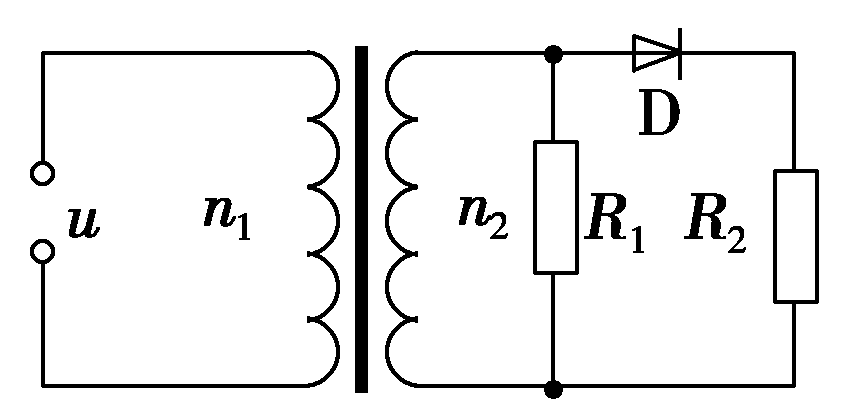 D
u
n₁
n₂
R₁
R₂